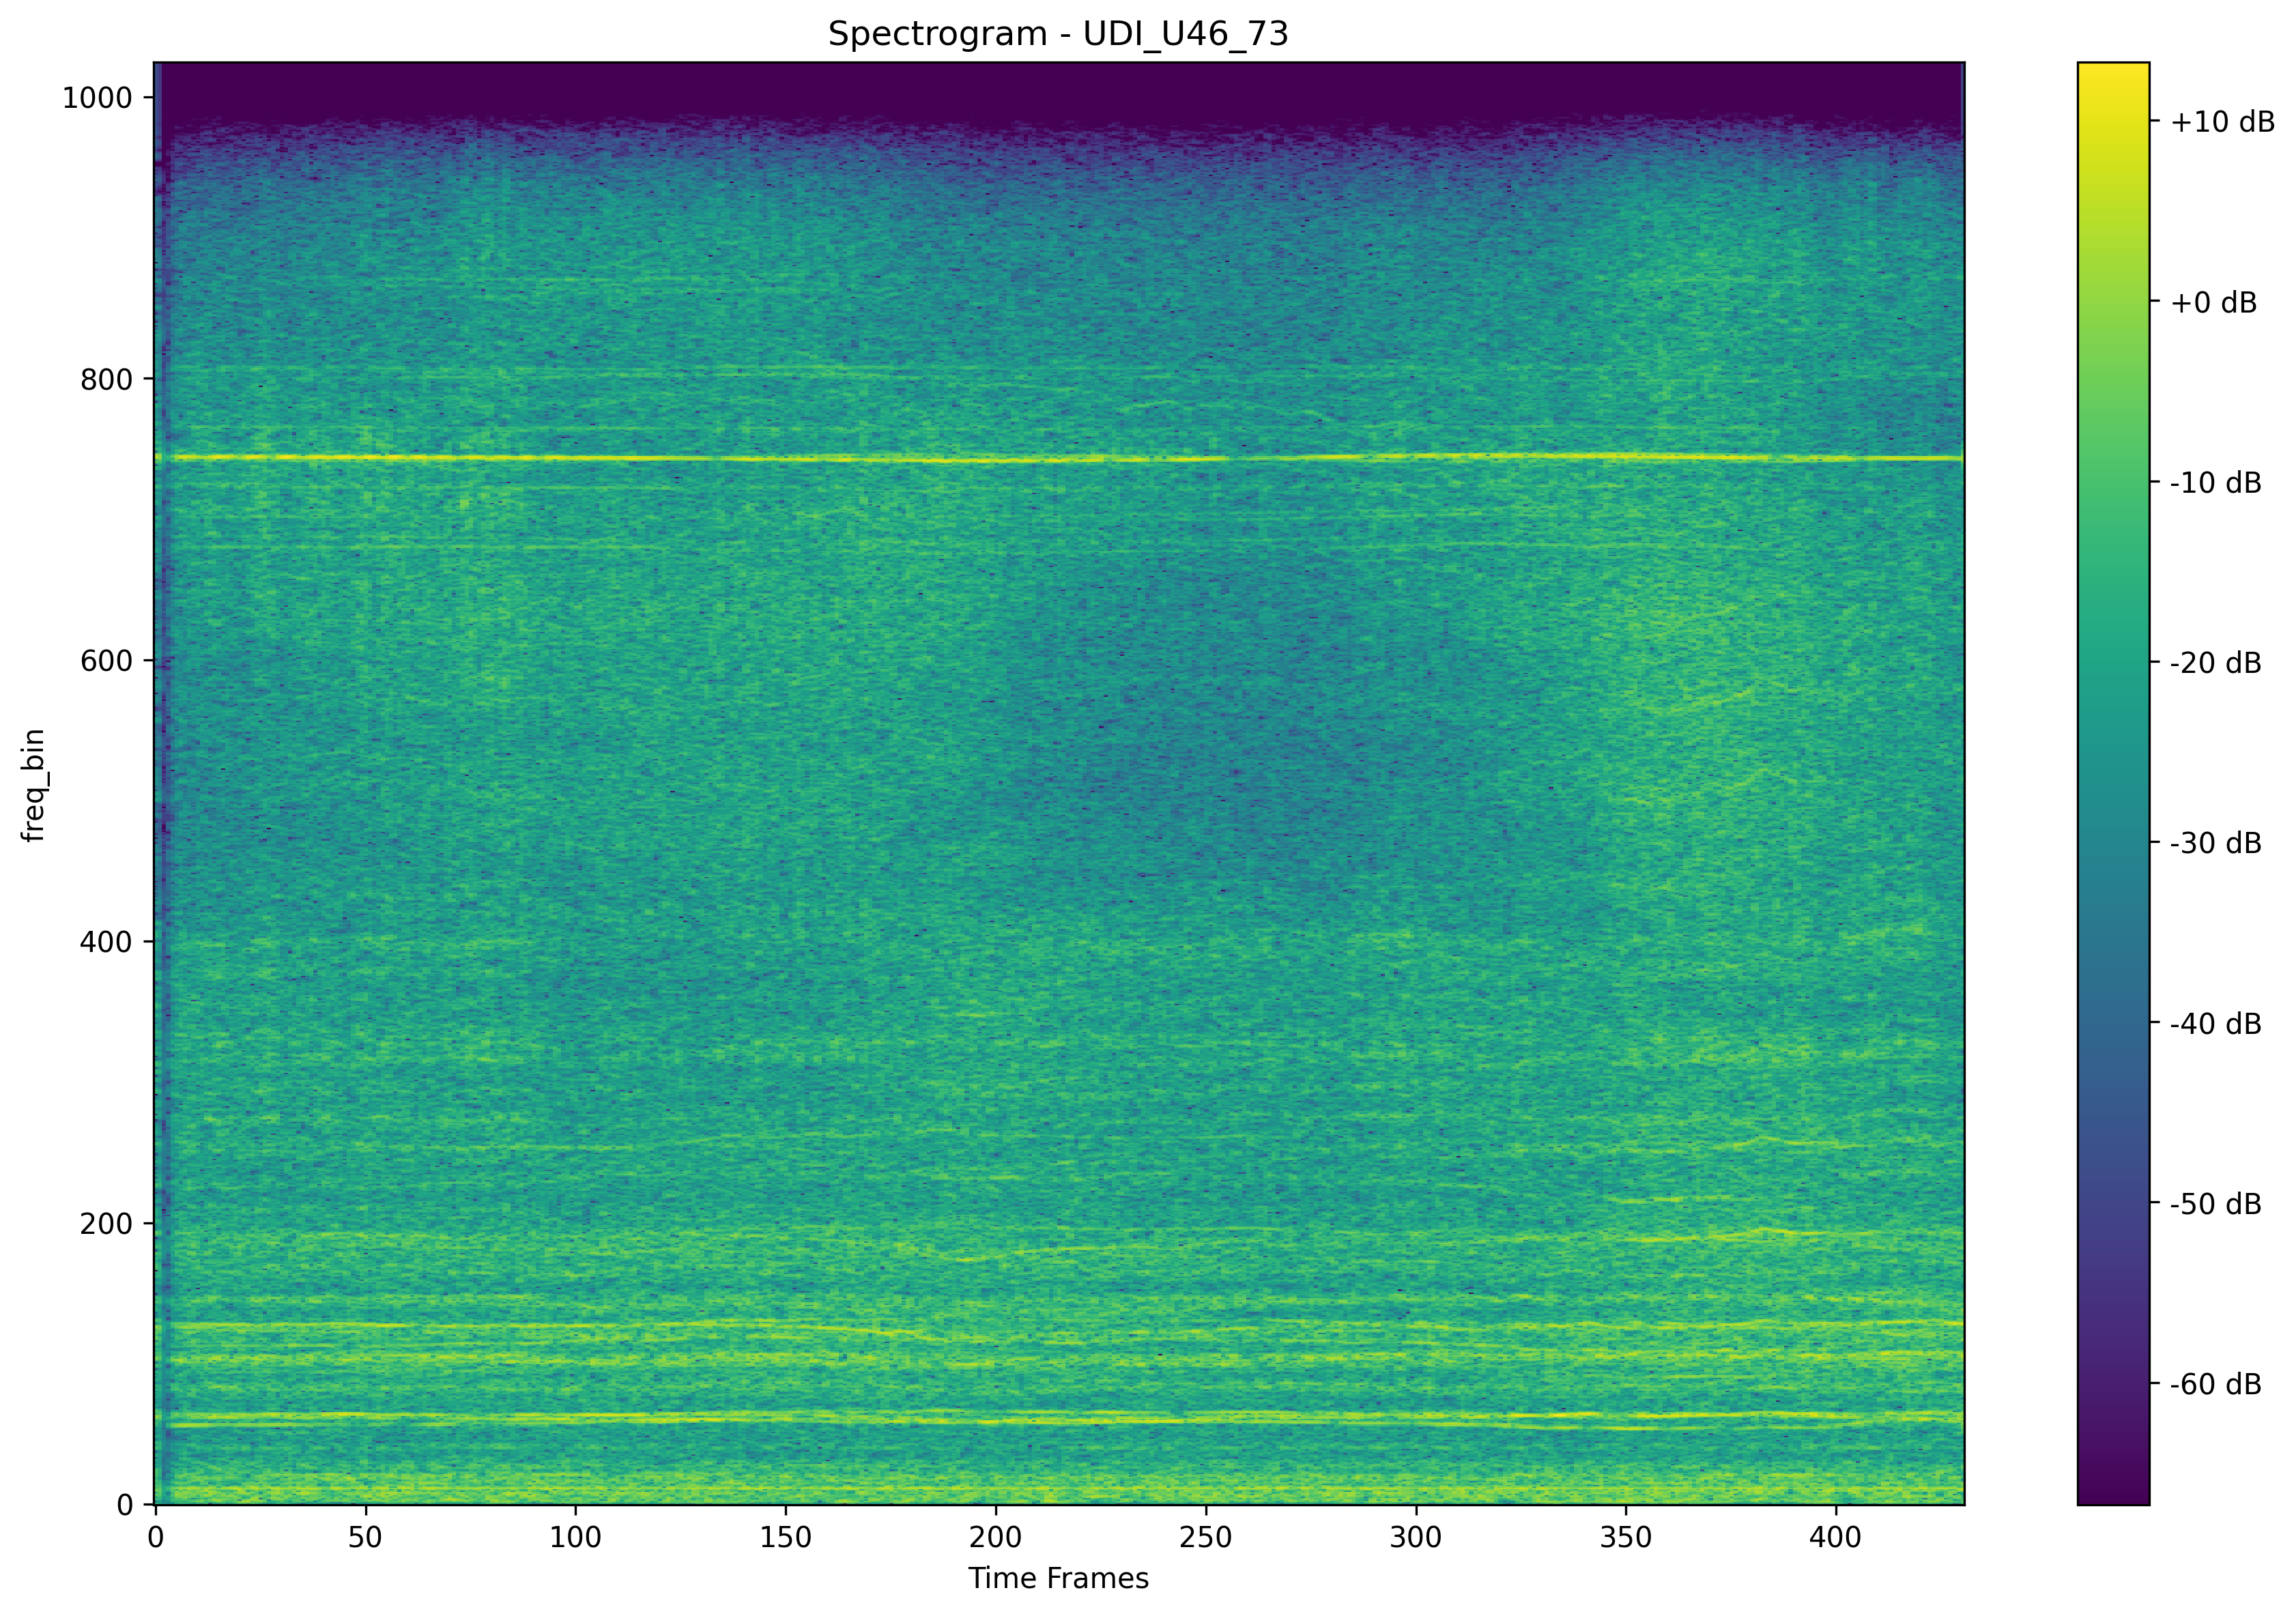 Spectrogram - UDI_U46_73
1000
800
600
400
200
0
freq_bin
0 50 100 150 200 250 300 350 400
Time Frames
+10 dB
+0 dB
-10 dB
-20 dB
-30 dB
-40 dB
-50 dB
-60 dB